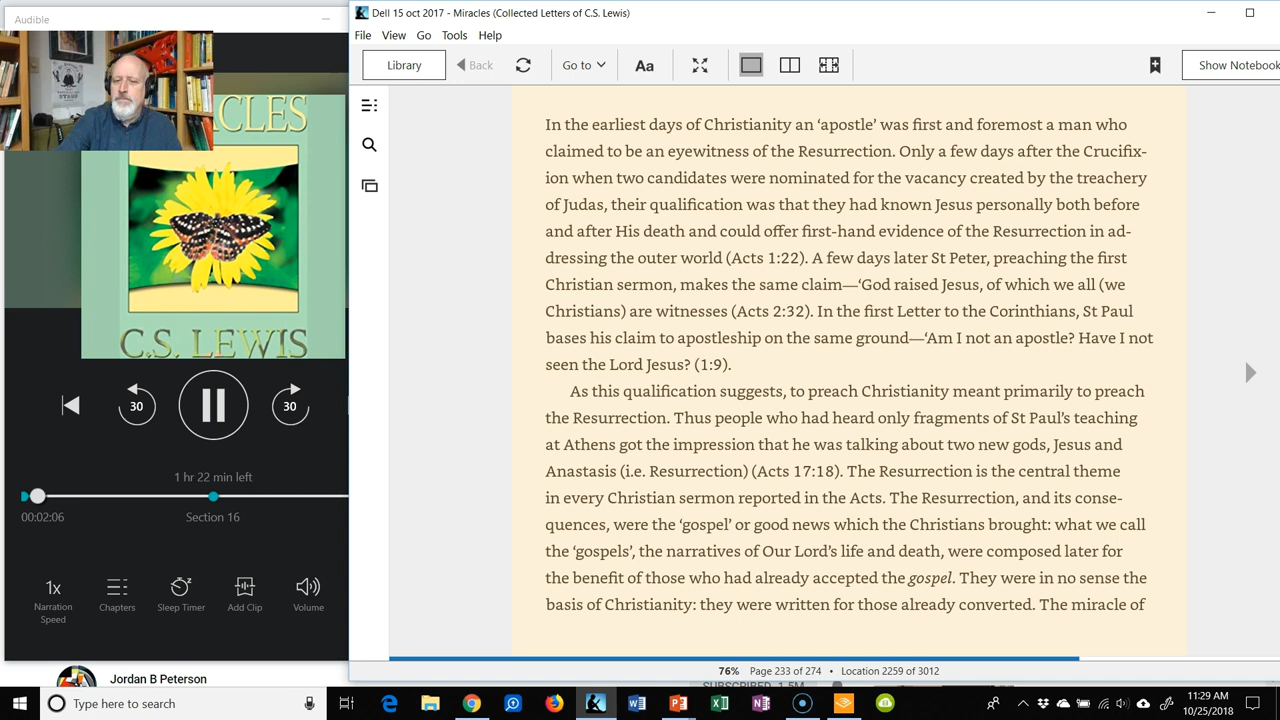 Audible
Dell 15 oct 2017 - Miracles (Collected Letters of C.S. Lewis)
File View Go Tools Help
Library
Back
Go to
Aa
Show Notebook
CLES
C.S. LEWIS
30
30
1 hr 22 min left
00:02:06
Section 16
1x
Narration
Speed
Chapters
Sleep Timer
Add Clip
Volume
Jordan B Peterson
In the earliest days of Christianity an ‘apostle’ was first and foremost a man who
claimed to be an eyewitness of the Resurrection. Only a few days after the Crucifix-
ion when two candidates were nominated for the vacancy created by the treachery
of Judas, their qualification was that they had known Jesus personally both before
and after His death and could offer first-hand evidence of the Resurrection in ad-
dressing the outer world (Acts 1:22). A few days later St Peter, preaching the first
Christian sermon, makes the same claim—‘God raised Jesus, of which we all (we
Christians) are witnesses (Acts 2:32). In the first Letter to the Corinthians, St Paul
bases his claim to apostleship on the same ground—‘Am I not an apostle? Have I not
seen the Lord Jesus? (1:9).
As this qualification suggests, to preach Christianity meant primarily to preach
the Resurrection. Thus people who had heard only fragments of St Paul’s teaching
at Athens got the impression that he was talking about two new gods, Jesus and
Anastasis (i.e. Resurrection) (Acts 17:18). The Resurrection is the central theme
in every Christian sermon reported in the Acts. The Resurrection, and its conse-
quences, were the ‘gospel’ or good news which the Christians brought: what we call
the ‘gospels’, the narratives of Our Lord’s life and death, were composed later for
the benefit of those who had already accepted the gospel. They were in no sense the
basis of Christianity: they were written for those already converted. The miracle of
76% Page 233 of 274 • Location 2259 of 3012
SUBSCRIBED 1.5M
Type here to search
11:29 AM
10/25/2018